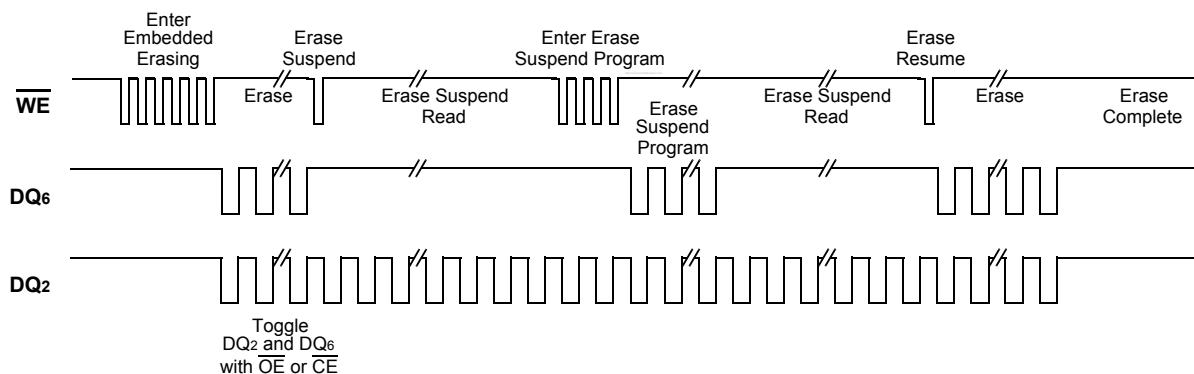 Enter
Embedded
Erasing
Erase
Suspend
Enter Erase
Suspend Program
Erase
Resume
WE
Erase
Erase Suspend
Read
Erase
Suspend
Program
Erase Suspend
Read
Erase
Erase
Complete
DQ6
DQ2
Toggle
DQ2 and DQ6
with OE or CE